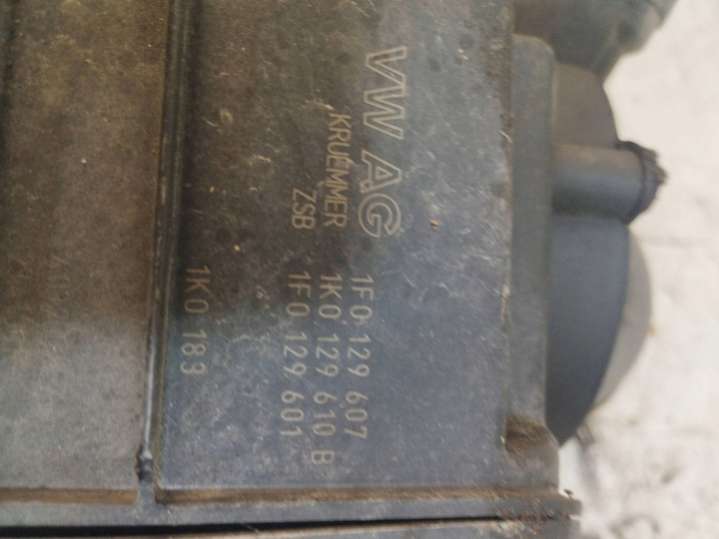 VW AG
KRUEMMER
ZSB
1F0 129 607
1K0 129 610 B
1F0 129 601
1K0 183